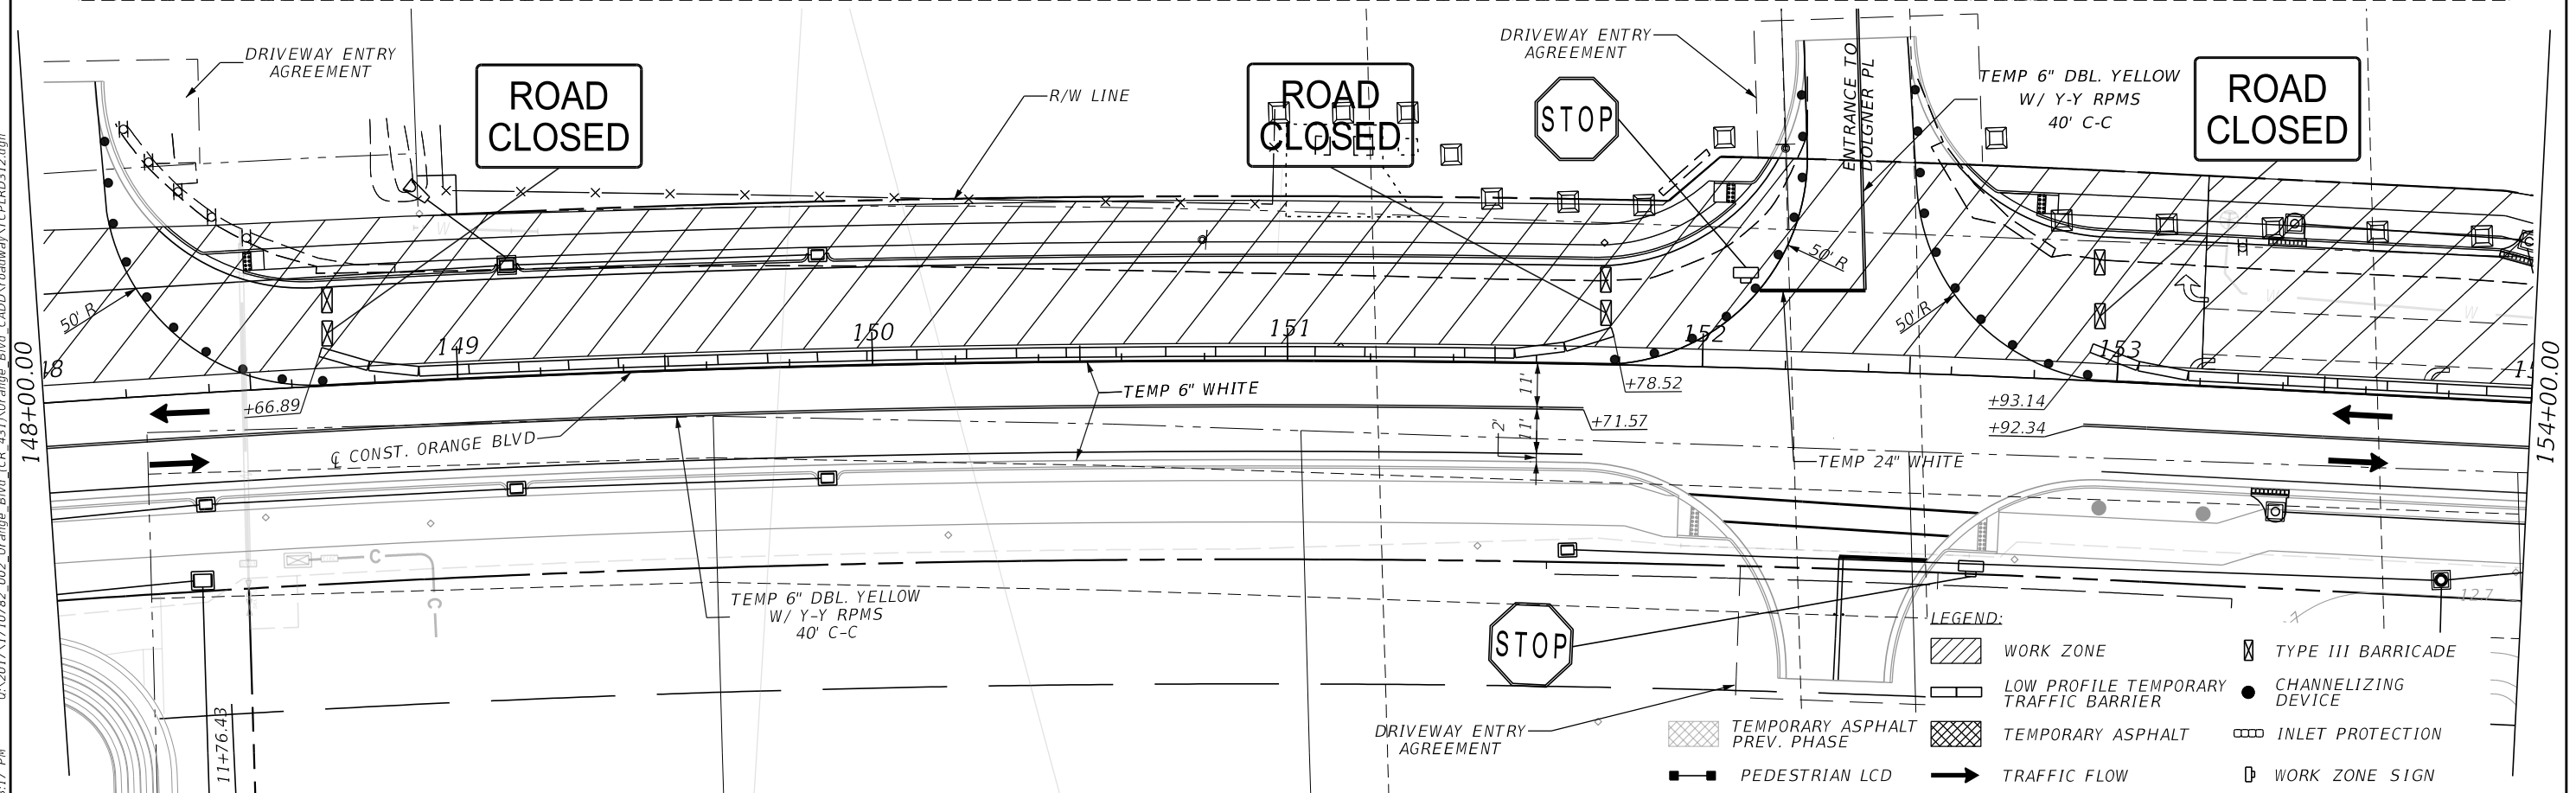 DRIVEWAY ENTRY
AGREEMENT
ROAD
CLOSED
R/W LINE
ROAD
CLOSED
DRIVEWAY ENTRY
AGREEMENT
STOP
ENTRANCE TO
DOLGNER PL
TEMP 6" DBL. YELLOW
W/ Y-Y RPMS
40' C-C
ROAD
CLOSED
W
50' R
50' R
50' R
W
W
149
150
151
152
153
148+00.00
154+00.00
+66.89
TEMP 6" WHITE
11'
11'
2'
+78.52
+71.57
+93.14
+92.34
℄ CONST. ORANGE BLVD
TEMP 24" WHITE
C
C
TEMP 6" DBL. YELLOW
W/ Y-Y RPMS
40' C-C
STOP
12.7
11+76.43
DRIVEWAY ENTRY
AGREEMENT
LEGEND:
WORK ZONE
TYPE III BARRICADE
LOW PROFILE TEMPORARY
TRAFFIC BARRIER
CHANNELIZING
DEVICE
TEMPORARY ASPHALT
PREV. PHASE
TEMPORARY ASPHALT
INLET PROTECTION
PEDESTRIAN LCD
TRAFFIC FLOW
WORK ZONE SIGN